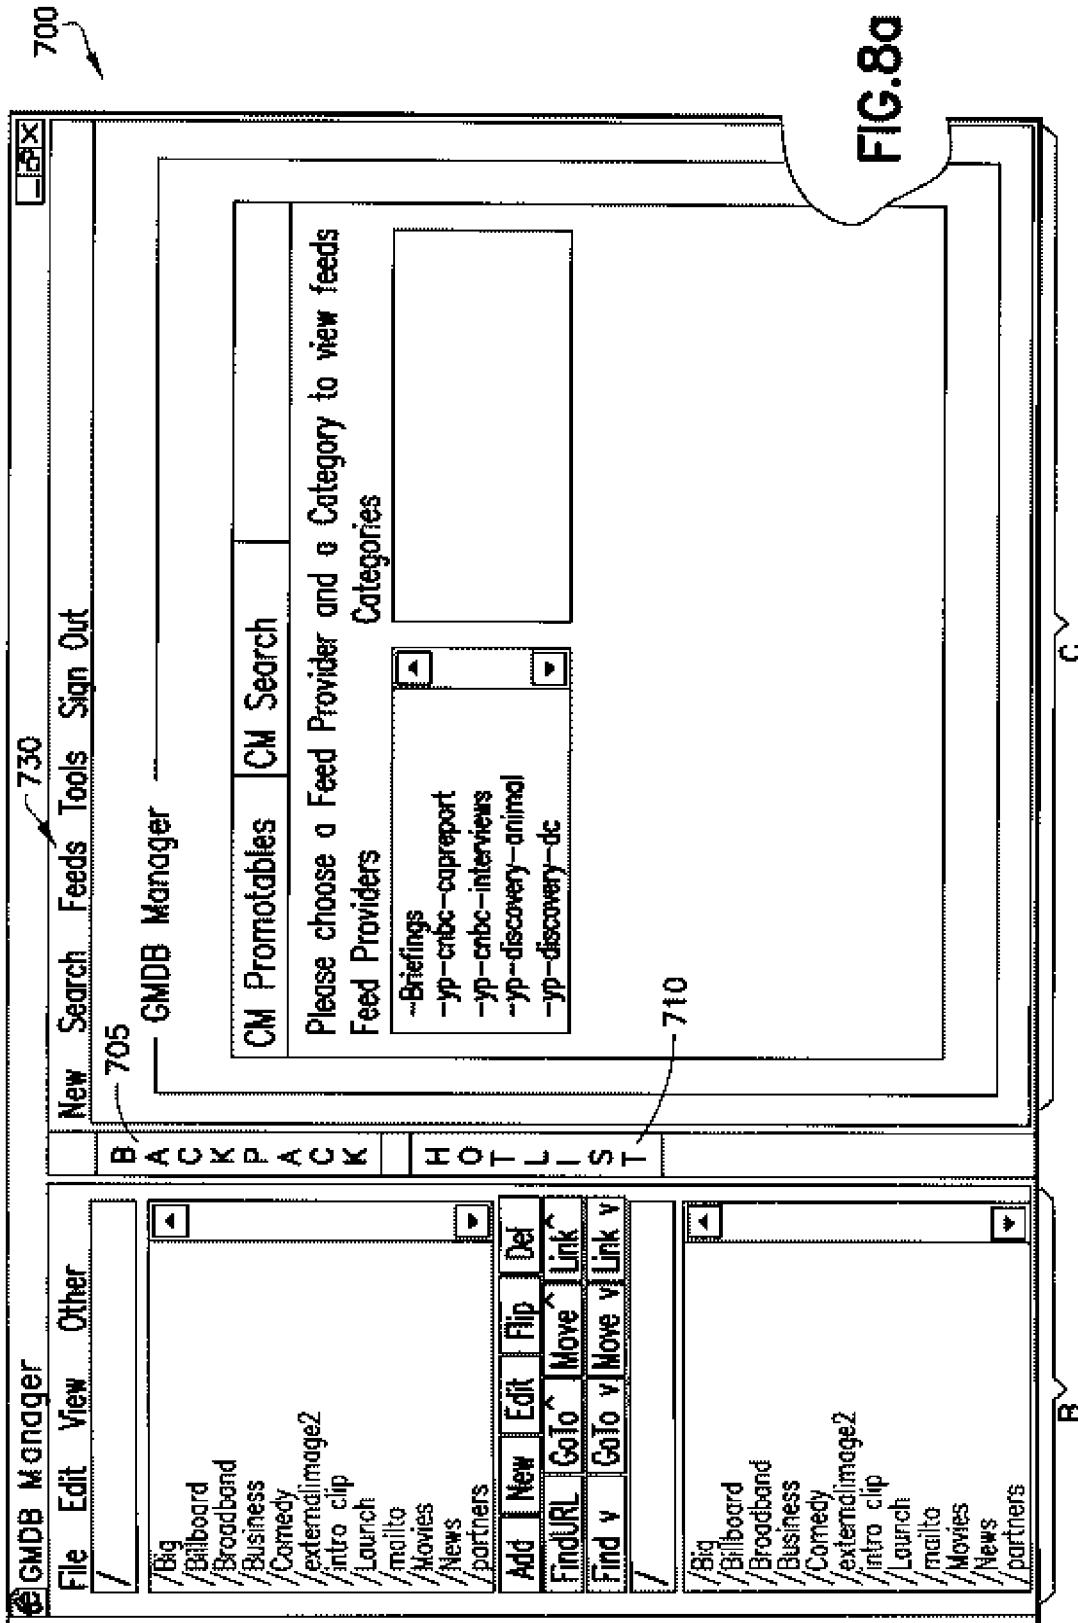 700
GMDB Manager
File Edit View Other
/
/Big
/Billboard
/Broadband
/Business
/Comedy
/externalimage2
/intro clip
/Launch
/mailto
/Movies
/News
/partners
Add New Edit Flip Del
FindURL GoTo ^ Move ^ Link ^
Find v GoTo v Move v Link v
/
/Big
/Billboard
/Broadband
/Business
/Comedy
/externalimage2
/intro clip
/Launch
/mailto
/Movies
/News
/partners
B
BACKPACK
HOTLIST
705
710
730
New Search Feeds Tools Sign Out
GMDB Manager
CM Promotables CM Search
Please choose a Feed Provider and a Category to view feeds
Feed Providers Categories
~Briefings
~yp-cnbc-capreport
~yp-cnbc-interviews
~yp-discovery-animal
~yp-discovery-dc
C
FIG.8a